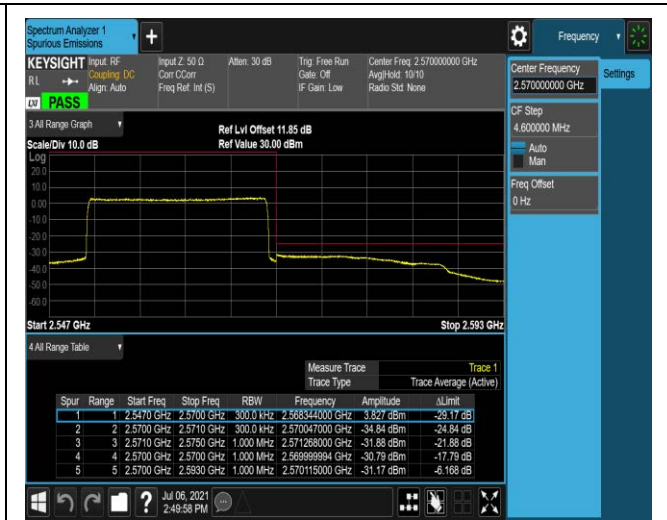 Spectrum Analyzer 1
Spurious Emissions
+
Frequency
KEYSIGHT Input: RF Input Z: 50 Ω Atten: 30 dB Trig: Free Run Center Freq: 2.570000000 GHz
RL Coupling: DC Corr CCorr Gate: Off Avg|Hold: 10/10
Align: Auto Freq Ref: Int (S) IF Gain: Low Radio Std: None
LXI PASS
Center Frequency
2.570000000 GHz
Settings
CF Step
4.600000 MHz
Auto
Man
Freq Offset
0 Hz
3 All Range Graph
Ref Lvl Offset 11.85 dB
Scale/Div 10.0 dB Ref Value 30.00 dBm
Log
20.0
10.0
0.00
-10.0
-20.0
-30.0
-40.0
-50.0
-60.0
Start 2.547 GHz Stop 2.593 GHz
4 All Range Table
Measure Trace Trace 1
Trace Type Trace Average (Active)
Spur Range Start Freq Stop Freq RBW Frequency Amplitude ΔLimit
1 1 2.5470 GHz 2.5700 GHz 300.0 kHz 2.568344000 GHz 3.827 dBm -29.17 dB
2 2 2.5700 GHz 2.5710 GHz 300.0 kHz 2.570047000 GHz -34.84 dBm -24.84 dB
3 3 2.5710 GHz 2.5750 GHz 1.000 MHz 2.571268000 GHz -31.88 dBm -21.88 dB
4 4 2.5700 GHz 2.5700 GHz 1.000 MHz 2.569999994 GHz -30.79 dBm -17.79 dB
5 5 2.5700 GHz 2.5930 GHz 1.000 MHz 2.570115000 GHz -31.17 dBm -6.168 dB
? Jul 06, 2021
2:49:58 PM